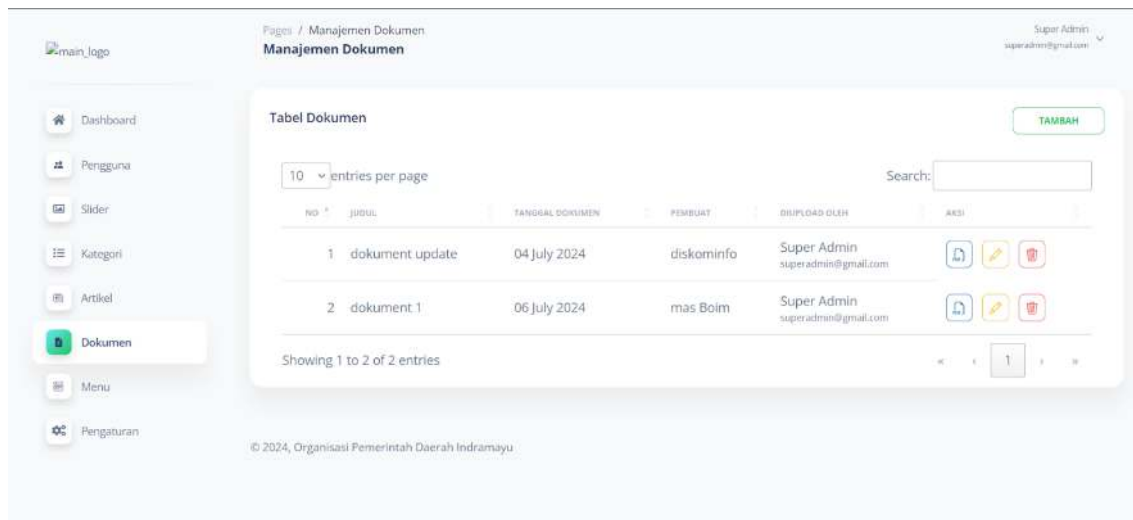 main_logo
Pages / Manajemen Dokumen
Manajemen Dokumen
Super Admin
superadmin@gmail.com
Dashboard
Pengguna
Slider
Kategori
Artikel
Dokumen
Menu
Pengaturan
Tabel Dokumen
TAMBAH
10 entries per page
Search:
NO JUDUL TANGGAL DOKUMEN PEMBUAT DIUPLOAD OLEH AKSI
1 dokument update 04 July 2024 diskominfo Super Admin
superadmin@gmail.com
2 dokument 1 06 July 2024 mas Boim Super Admin
superadmin@gmail.com
Showing 1 to 2 of 2 entries
« ‹ 1 › »
© 2024, Organisasi Pemerintah Daerah Indramayu